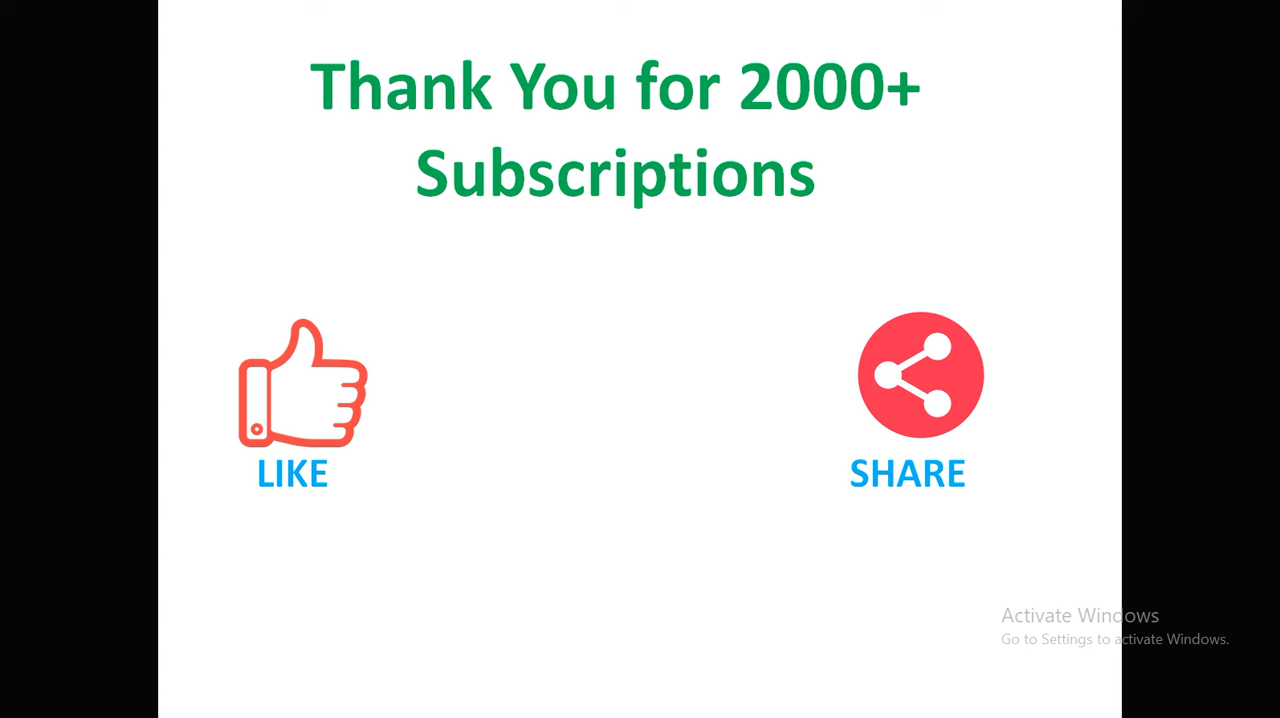 Thank You for 2000+
Subscriptions
LIKE
SHARE
Activate Windows
Go to Settings to activate Windows.